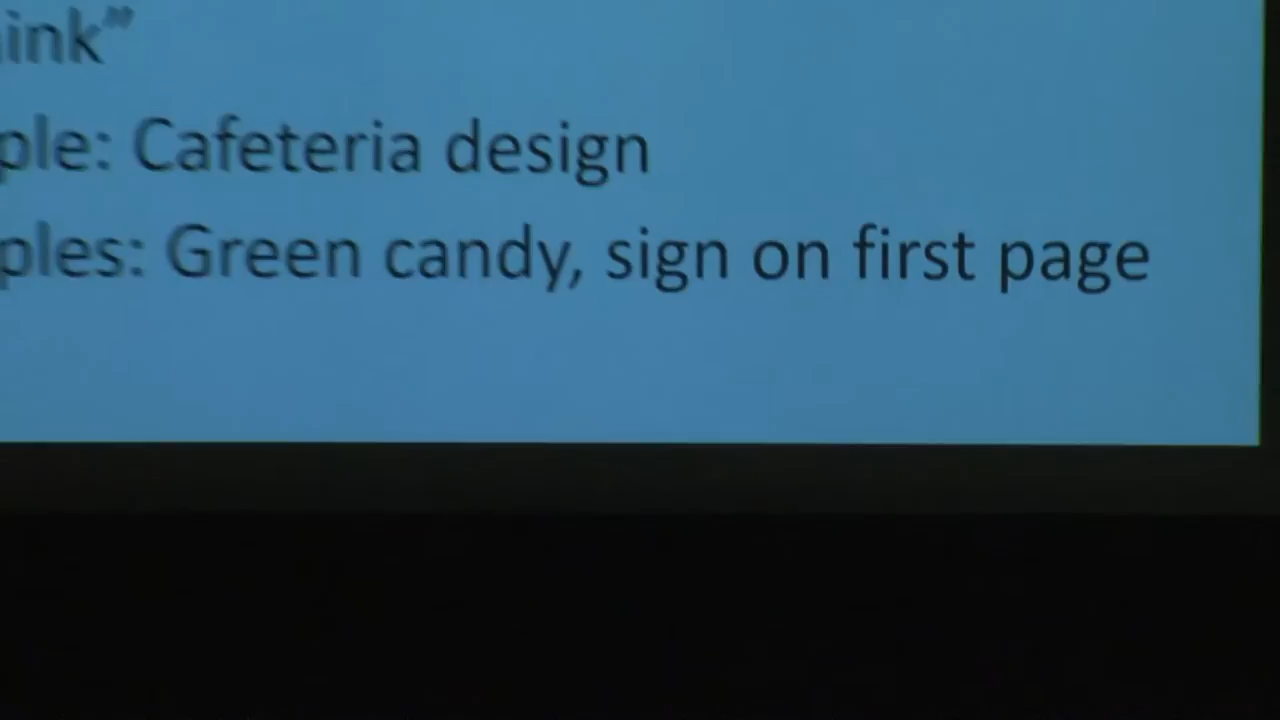 ink”
ple: Cafeteria design
ples: Green candy, sign on first page